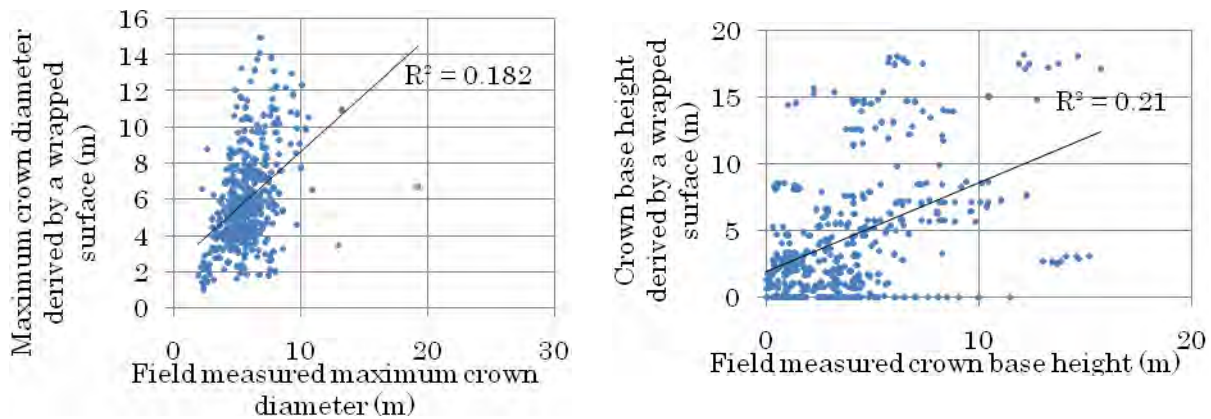 Maximum crown diameter
derived by a wrapped
surface (m)
16
14
12
10
8
6
4
2
0
R² = 0.182
0 10 20 30
Field measured maximum crown
diameter (m)
Crown base height
derived by a wrapped
surface (m)
20
15
10
5
0
R² = 0.21
0 10 20
Field measured crown base height (m)